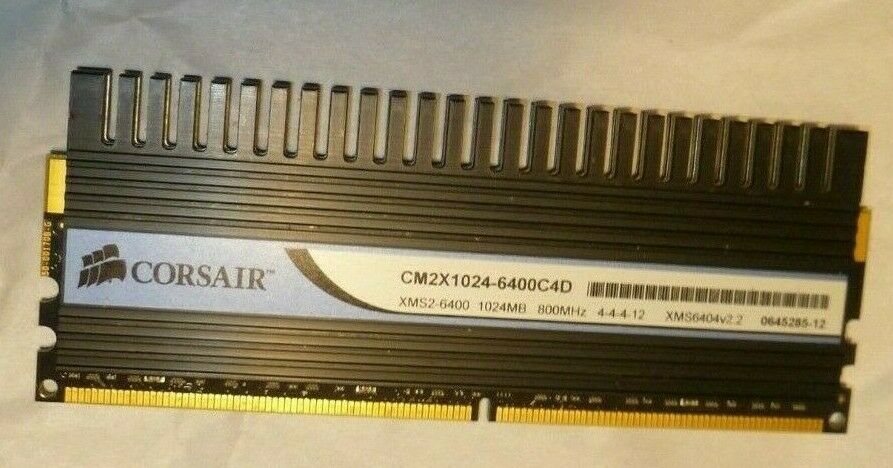 CORSAIR™
CM2X1024-6400C4D
XMS2-6400 1024MB 800MHz 4-4-4-12 XMS6404v2.2 0645285-12